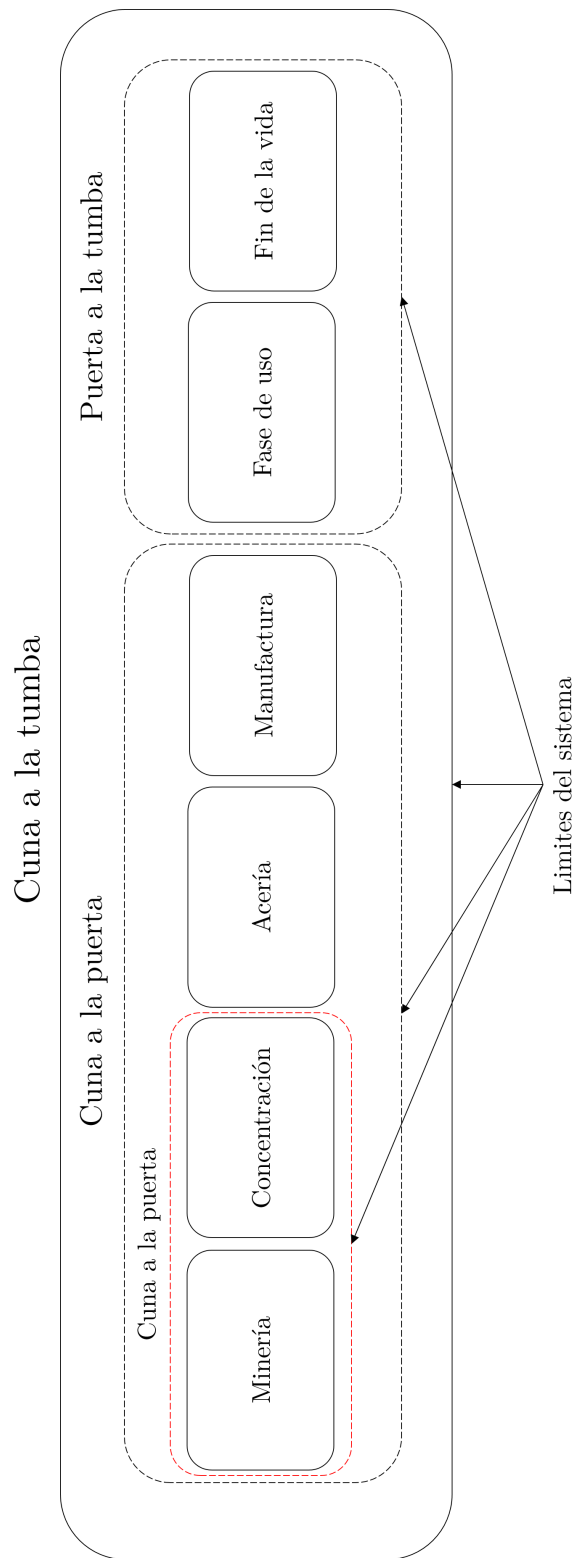 Cuna a la tumba
Cuna a la puerta
Puerta a la tumba
Cuna a la puerta
Minería
Concentración
Acería
Manufactura
Fase de uso
Fin de la vida
Limites del sistema